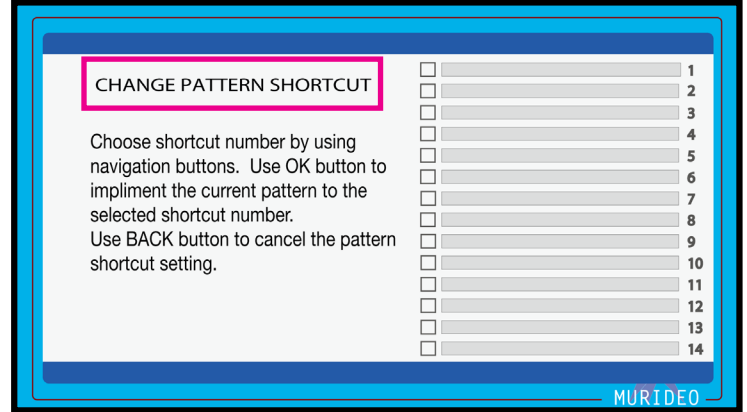 CHANGE PATTERN SHORTCUT
Choose shortcut number by using
navigation buttons.  Use OK button to
impliment the current pattern to the
selected shortcut number.
Use BACK button to cancel the pattern
shortcut setting.
1
2
3
4
5
6
7
8
9
10
11
12
13
14
MURIDEO